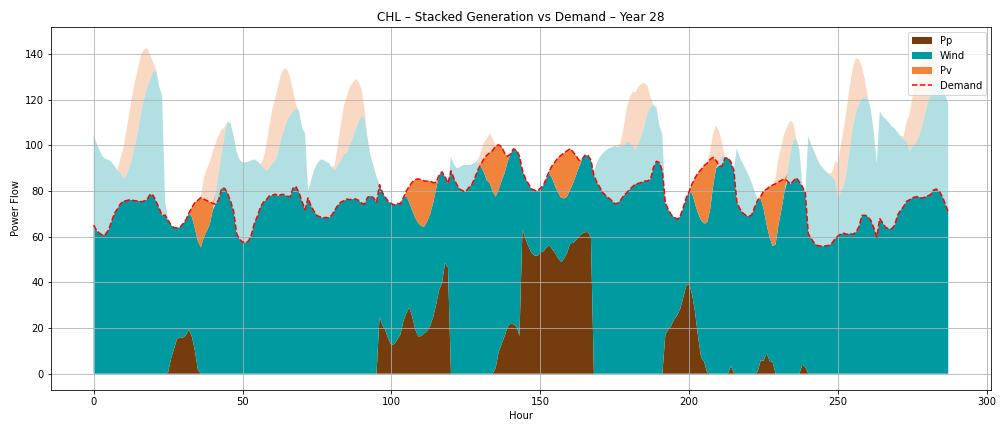 CHL – Stacked Generation vs Demand – Year 28
Power Flow
140
120
100
80
60
40
20
0
0
50
100
150
200
250
300
Hour
Pp
Wind
Pv
Demand